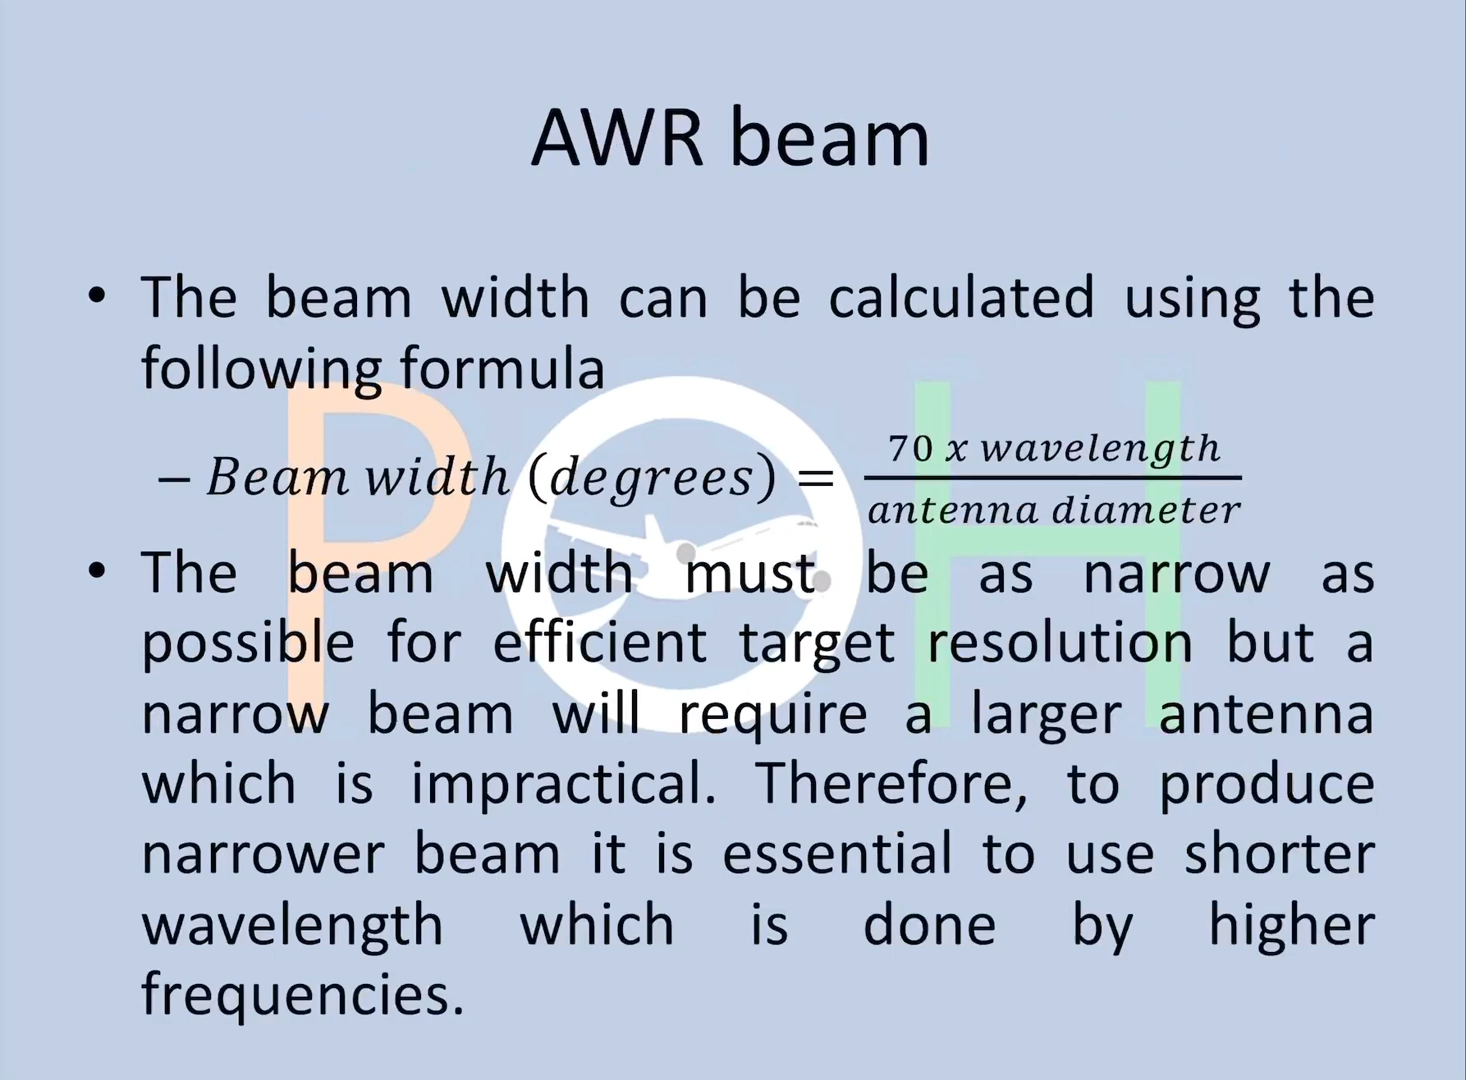 AWR beam
• The beam width can be calculated using the
following formula
– Beam width (degrees) = 70 x wavelength / antenna diameter
• The beam width must be as narrow as
possible for efficient target resolution but a
narrow beam will require a larger antenna
which is impractical. Therefore, to produce
narrower beam it is essential to use shorter
wavelength which is done by higher
frequencies.
POH